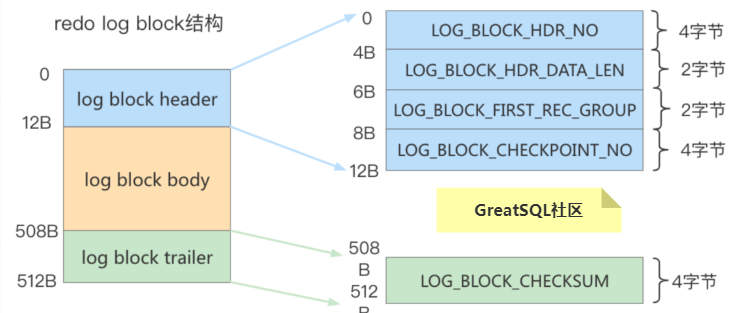 redo log block结构
0
log block header
12B
log block body
508B
log block trailer
512B
0
LOG_BLOCK_HDR_NO
4字节
4B
LOG_BLOCK_HDR_DATA_LEN
2字节
6B
LOG_BLOCK_FIRST_REC_GROUP
2字节
8B
LOG_BLOCK_CHECKPOINT_NO
4字节
12B
GreatSQL社区
508
B
LOG_BLOCK_CHECKSUM
4字节
512
B